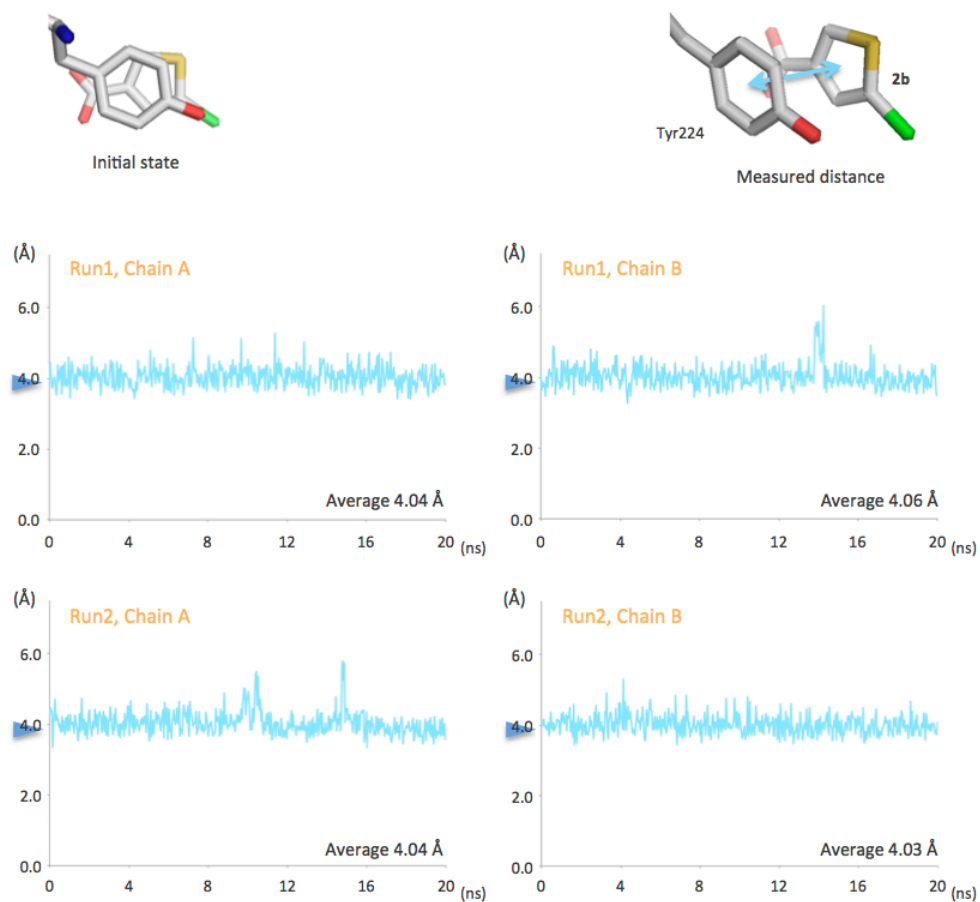 2b
Tyr224
Initial state
Measured distance
(Å)
Run1, Chain A
6.0
4.0
2.0
0.0
Average 4.04 Å
0 4 8 12 16 20 (ns)
(Å)
Run1, Chain B
6.0
4.0
2.0
0.0
Average 4.06 Å
0 4 8 12 16 20 (ns)
(Å)
Run2, Chain A
6.0
4.0
2.0
0.0
Average 4.04 Å
0 4 8 12 16 20 (ns)
(Å)
Run2, Chain B
6.0
4.0
2.0
0.0
Average 4.03 Å
0 4 8 12 16 20 (ns)